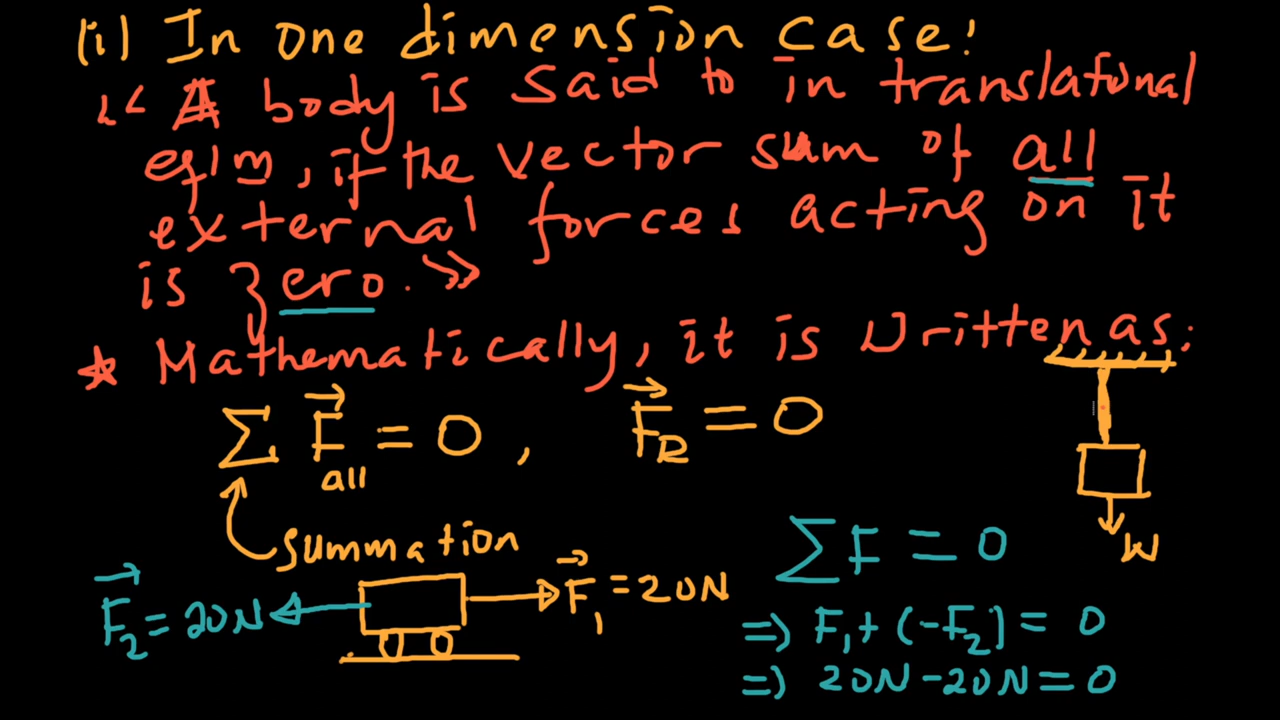 (i) In one dimension case:
<< A body is said to in translational
eqlm, if the vector sum of all
external forces acting on it
is zero. >>
* Mathematically, it is written as:
∑ F⃗all = 0 , F⃗R = 0
summation
F⃗2 = 20N
F⃗1 = 20N
W
∑F = 0
=> F1 + (-F2) = 0
=> 20N - 20N = 0